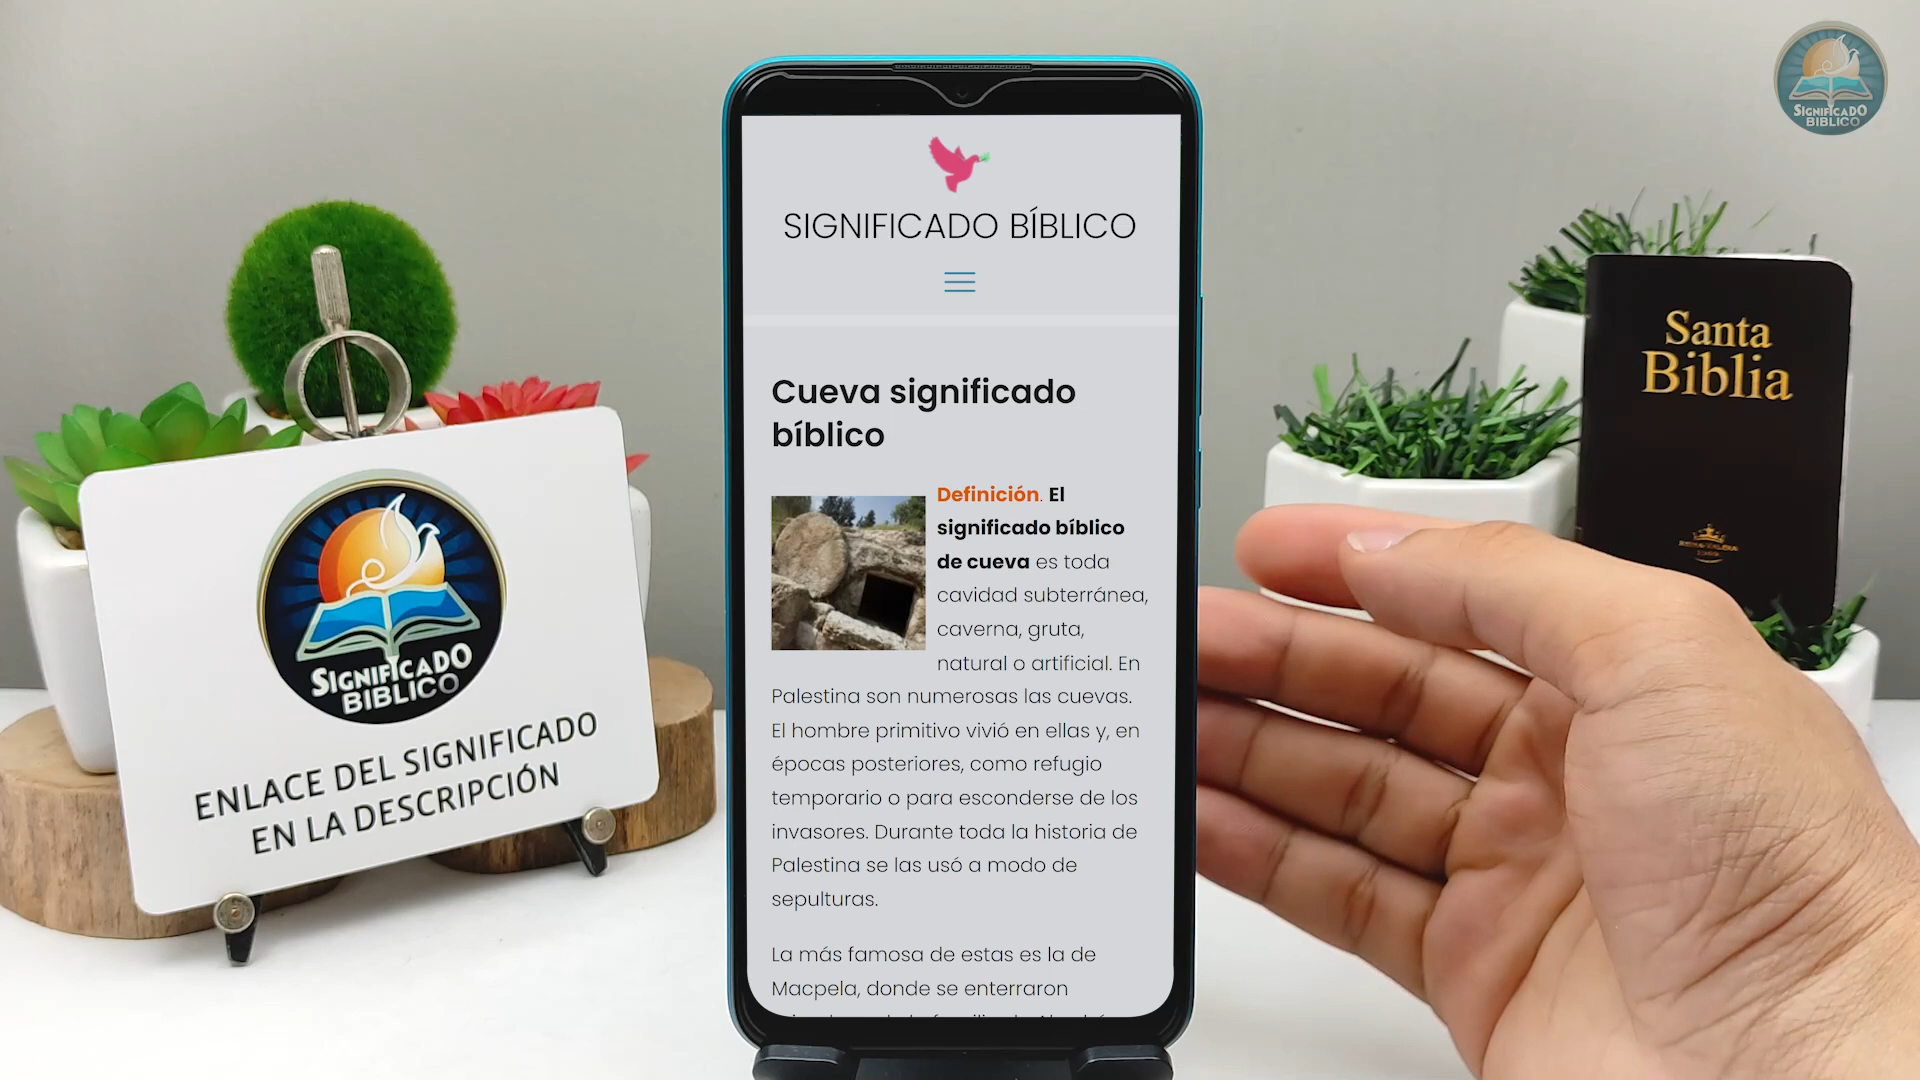 SIGNIFICADO
BIBLICO
SIGNIFICADO BÍBLICO
Cueva significado
bíblico
Definición. El
significado bíblico
de cueva es toda
cavidad subterránea,
caverna, gruta,
natural o artificial. En
Palestina son numerosas las cuevas.
El hombre primitivo vivió en ellas y, en
épocas posteriores, como refugio
temporario o para esconderse de los
invasores. Durante toda la historia de
Palestina se las usó a modo de
sepulturas.
La más famosa de estas es la de
Macpela, donde se enterraron
SIGNIFICADO
BIBLICO
ENLACE DEL SIGNIFICADO
EN LA DESCRIPCIÓN
Santa
Biblia
REINA-VALERA
1960